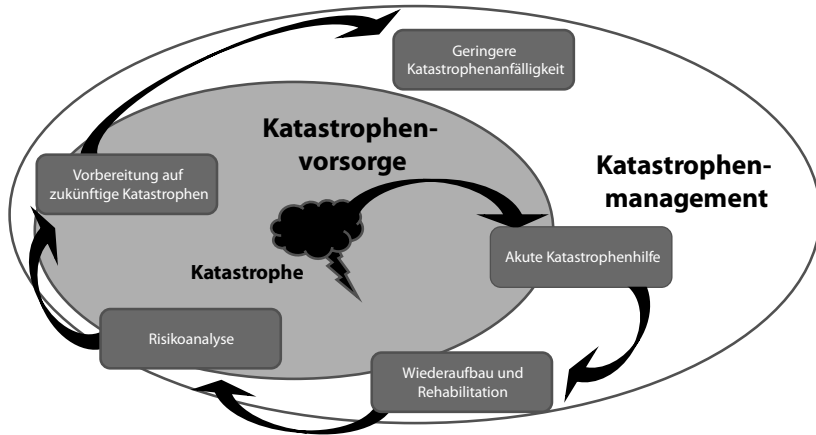 Geringere
Katastrophenanfälligkeit
Katastrophen-
vorsorge
Vorbereitung auf
zukünftige Katastrophen
Katastrophen-
management
Katastrophe
Akute Katastrophenhilfe
Risikoanalyse
Wiederaufbau und
Rehabilitation